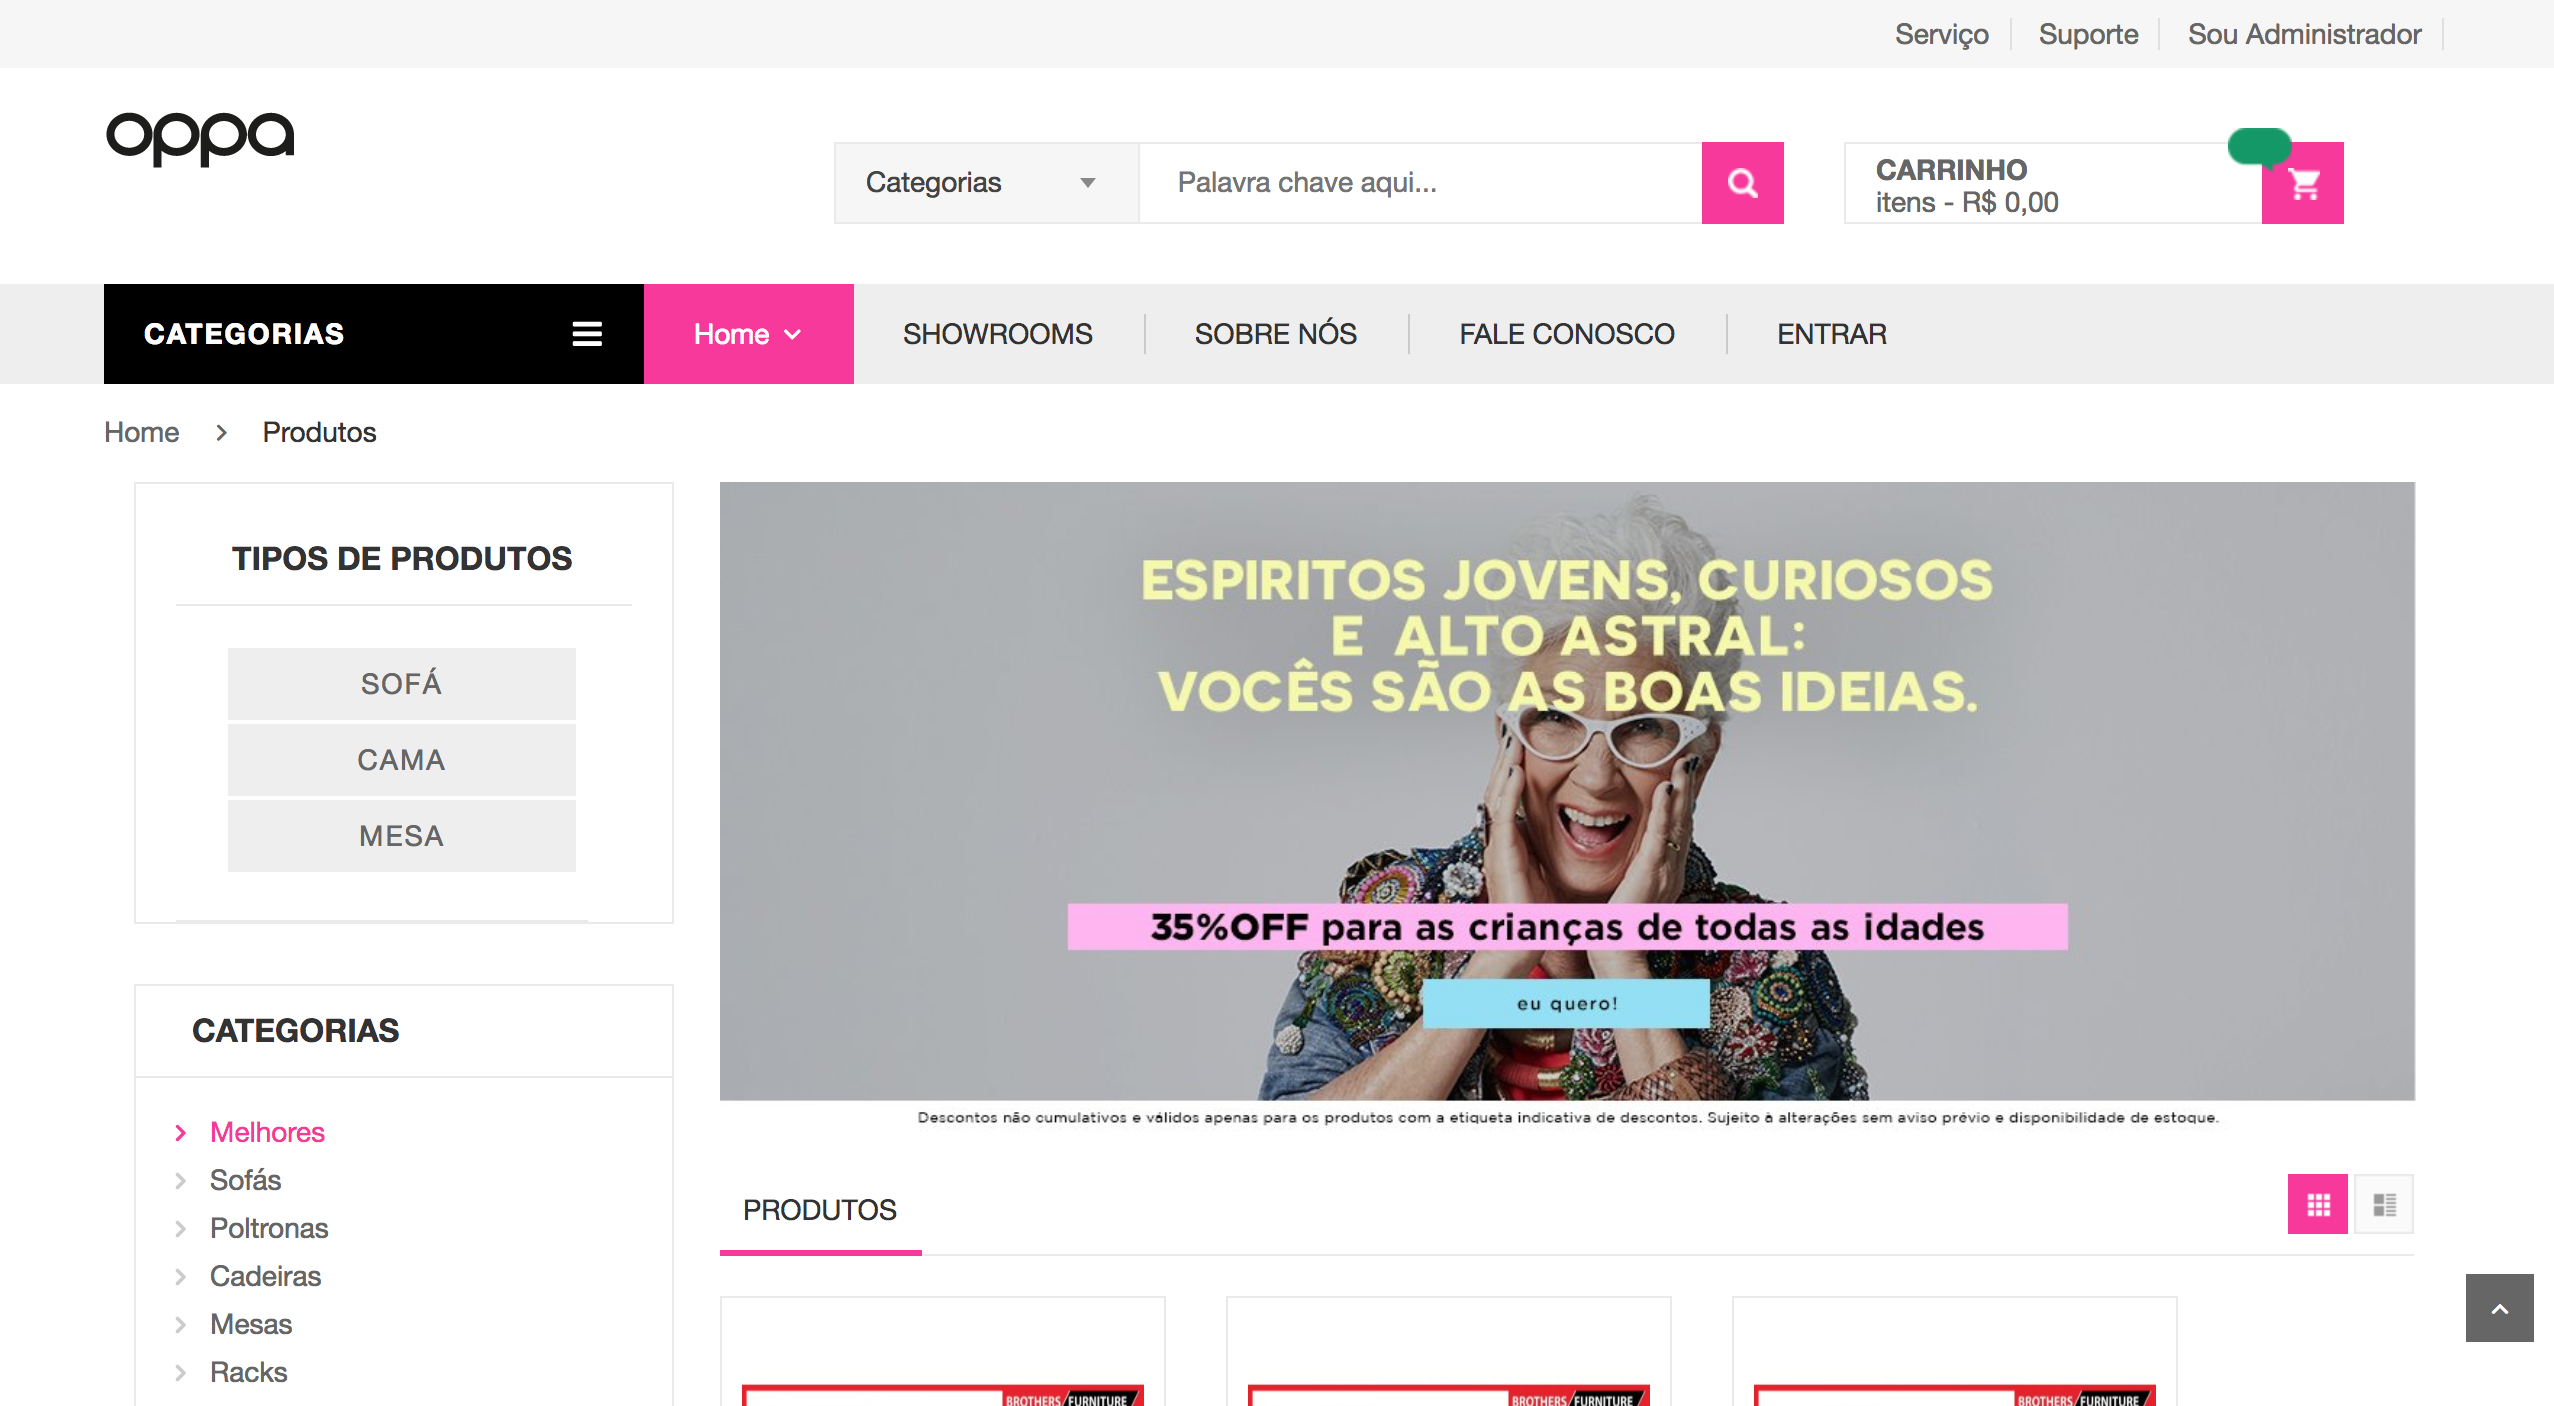 Serviço
Suporte
Sou Administrador
oppa
Categorias
Palavra chave aqui...
CARRINHO
itens - R$ 0,00
CATEGORIAS
Home
SHOWROOMS
SOBRE NÓS
FALE CONOSCO
ENTRAR
Home
Produtos
TIPOS DE PRODUTOS
SOFÁ
CAMA
MESA
CATEGORIAS
Melhores
Sofás
Poltronas
Cadeiras
Mesas
Racks
ESPIRITOS JOVENS, CURIOSOS
E ALTO ASTRAL:
VOCÊS SÃO AS BOAS IDEIAS.
35%OFF para as crianças de todas as idades
eu quero!
Descontos não cumulativos e válidos apenas para os produtos com a etiqueta indicativa de descontos. Sujeito à alterações sem aviso prévio e disponibilidade de estoque.
PRODUTOS
BROTHERS/FURNITURE
BROTHERS/FURNITURE
BROTHERS/FURNITURE